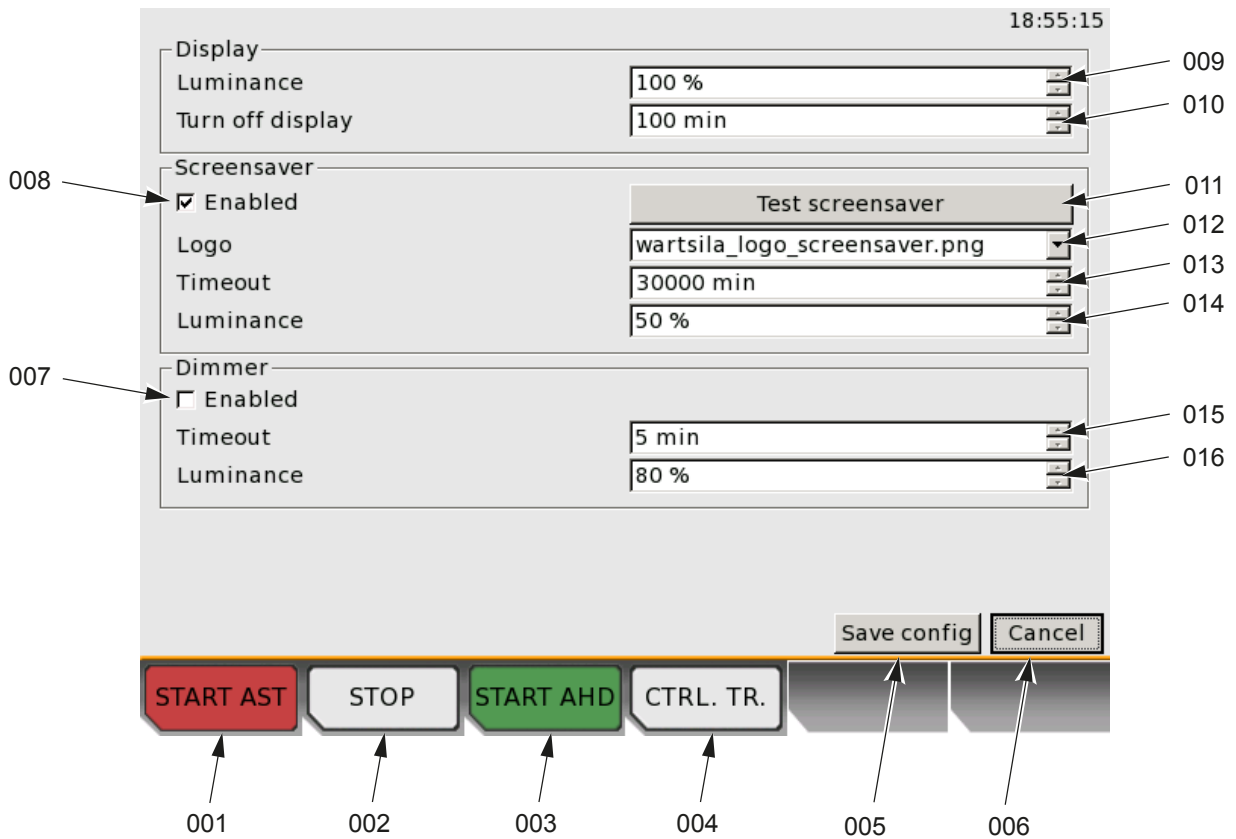 18:55:15
Display
Luminance 100 % 009
Turn off display 100 min 010
Screensaver
008 Enabled Test screensaver 011
Logo wartsila_logo_screensaver.png 012
Timeout 30000 min 013
Luminance 50 % 014
Dimmer
007 Enabled
Timeout 5 min 015
Luminance 80 % 016
Save config Cancel
START AST STOP START AHD CTRL. TR.
001 002 003 004 005 006